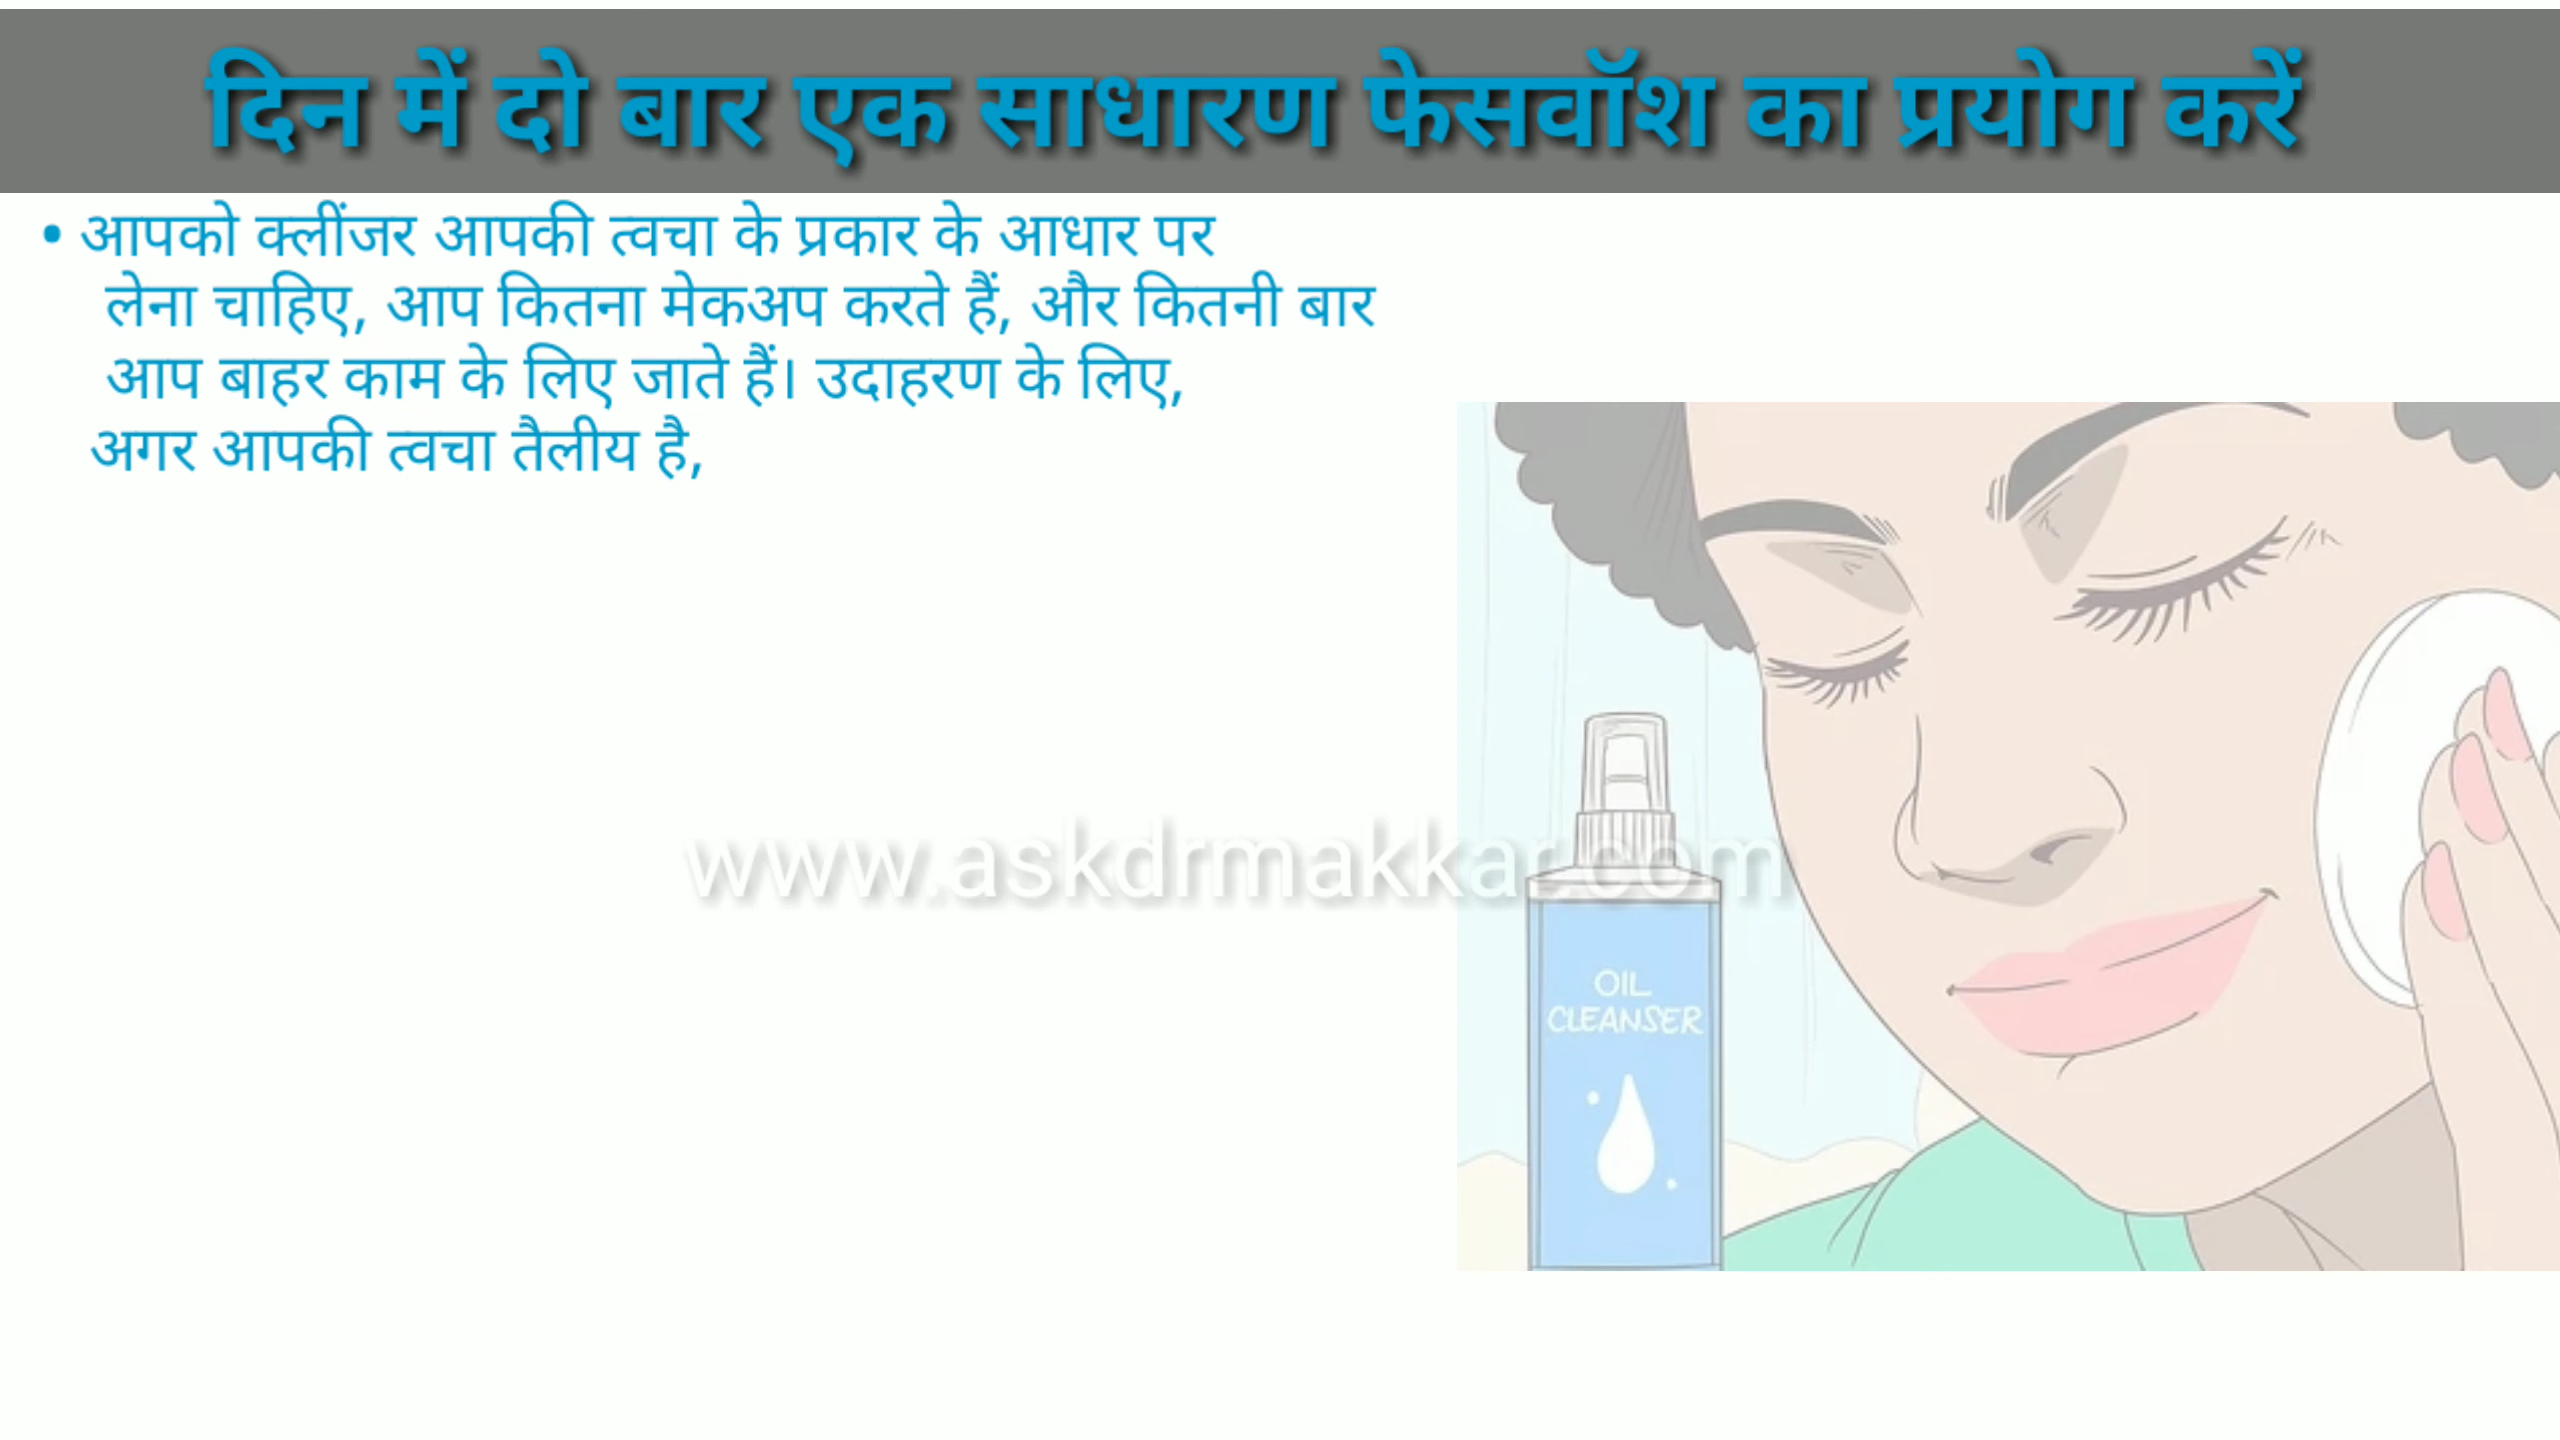 दिन में दो बार एक साधारण फेसवॉश का प्रयोग करें
• आपको क्लींजर आपकी त्वचा के प्रकार के आधार पर
लेना चाहिए, आप कितना मेकअप करते हैं, और कितनी बार
आप बाहर काम के लिए जाते हैं। उदाहरण के लिए,
अगर आपकी त्वचा तैलीय है,
www.askdrmakkar.com
OIL
CLEANSER